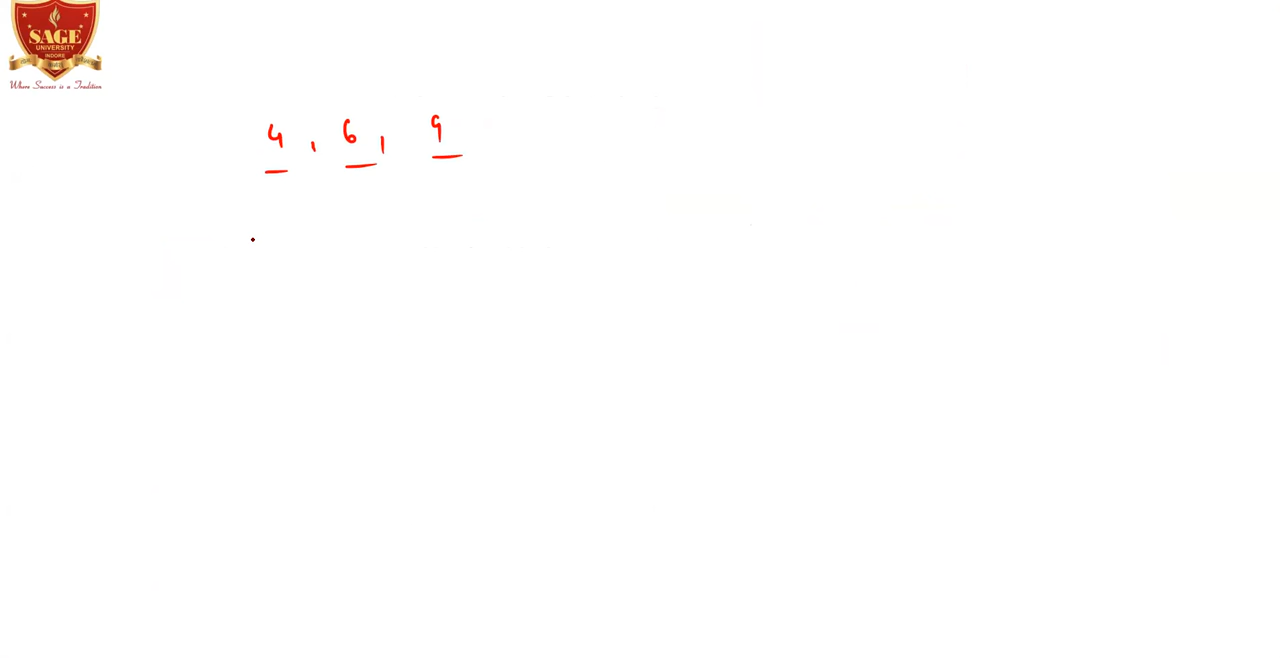 SAGE
UNIVERSITY
INDORE
Where Success is a Tradition
4 , 6 , 9